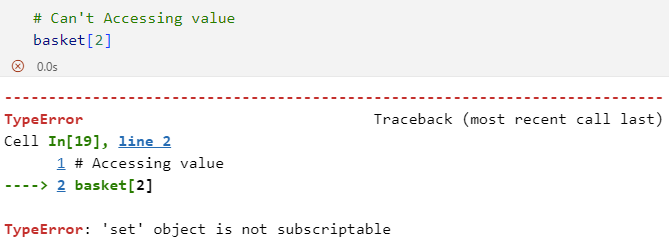 # Can't Accessing value
basket[2]
0.0s
---------------------------------------------------------------------------
TypeError Traceback (most recent call last)
Cell In[19], line 2
1 # Accessing value
----> 2 basket[2]
TypeError: 'set' object is not subscriptable